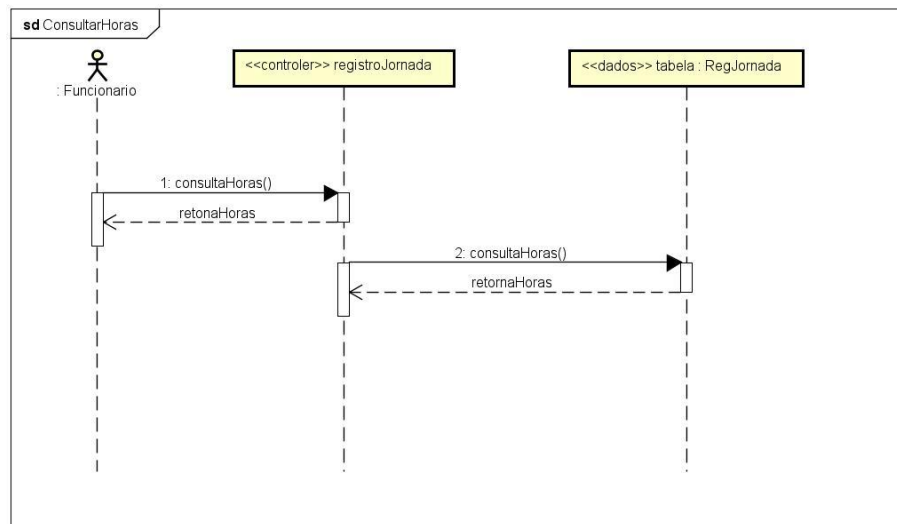 sd ConsultarHoras
: Funcionario
<<controler>> registroJornada
<<dados>> tabela : RegJornada
1: consultaHoras()
retonaHoras
2: consultaHoras()
retornaHoras